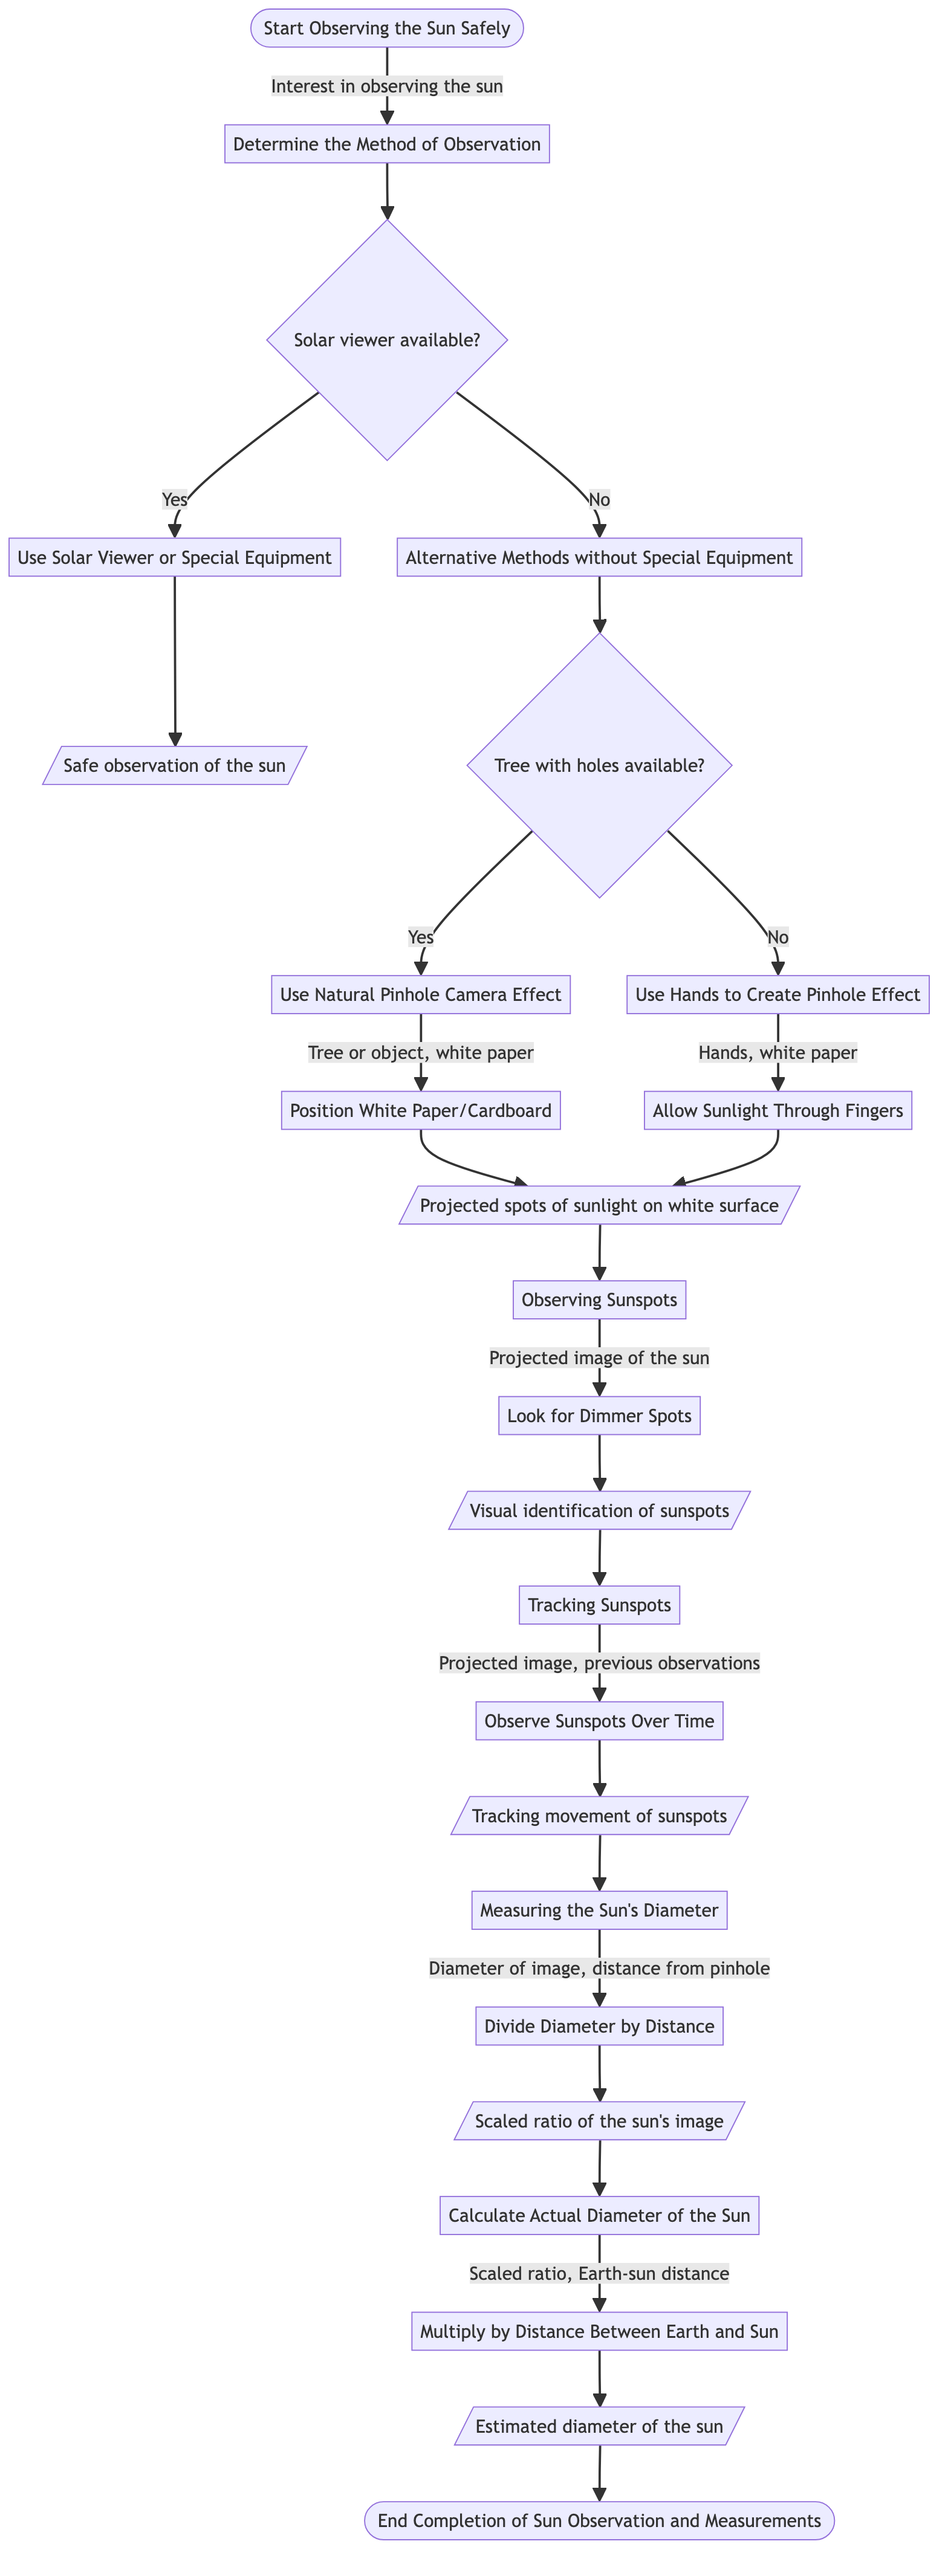 Start Observing the Sun Safely
Interest in observing the sun
Determine the Method of Observation
Solar viewer available?
Yes
No
Use Solar Viewer or Special Equipment
Alternative Methods without Special Equipment
Safe observation of the sun
Tree with holes available?
Yes
No
Use Natural Pinhole Camera Effect
Use Hands to Create Pinhole Effect
Tree or object, white paper
Hands, white paper
Position White Paper/Cardboard
Allow Sunlight Through Fingers
Projected spots of sunlight on white surface
Observing Sunspots
Projected image of the sun
Look for Dimmer Spots
Visual identification of sunspots
Tracking Sunspots
Projected image, previous observations
Observe Sunspots Over Time
Tracking movement of sunspots
Measuring the Sun's Diameter
Diameter of image, distance from pinhole
Divide Diameter by Distance
Scaled ratio of the sun's image
Calculate Actual Diameter of the Sun
Scaled ratio, Earth-sun distance
Multiply by Distance Between Earth and Sun
Estimated diameter of the sun
End Completion of Sun Observation and Measurements